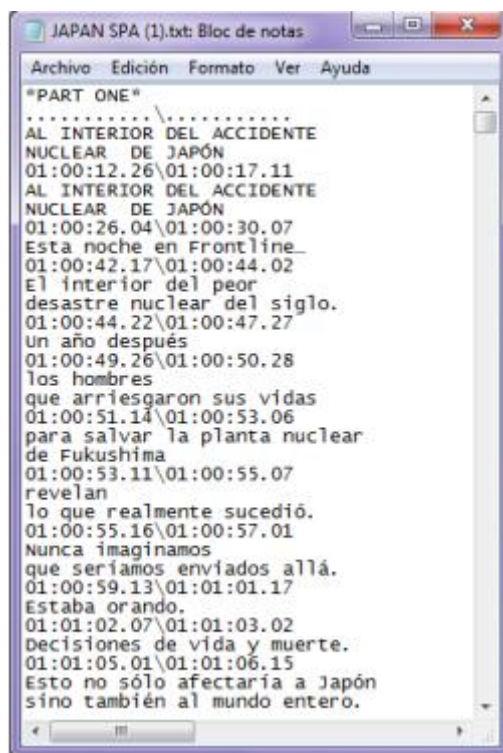 JAPAN SPA (1).txt: Bloc de notas
Archivo Edición Formato Ver Ayuda
*PART ONE*
...........\...........
AL INTERIOR DEL ACCIDENTE
NUCLEAR  DE JAPÓN
01:00:12.26\01:00:17.11
AL INTERIOR DEL ACCIDENTE
NUCLEAR  DE JAPÓN
01:00:26.04\01:00:30.07
Esta noche en Frontline_
01:00:42.17\01:00:44.02
El interior del peor
desastre nuclear del siglo.
01:00:44.22\01:00:47.27
Un año después
01:00:49.26\01:00:50.28
los hombres
que arriesgaron sus vidas
01:00:51.14\01:00:53.06
para salvar la planta nuclear
de Fukushima
01:00:53.11\01:00:55.07
revelan
lo que realmente sucedió.
01:00:55.16\01:00:57.01
Nunca imaginamos
que seríamos enviados allá.
01:00:59.13\01:01:01.17
Estaba orando.
01:01:02.07\01:01:03.02
Decisiones de vida y muerte.
01:01:05.01\01:01:06.15
Esto no sólo afectaría a Japón
sino también al mundo entero.